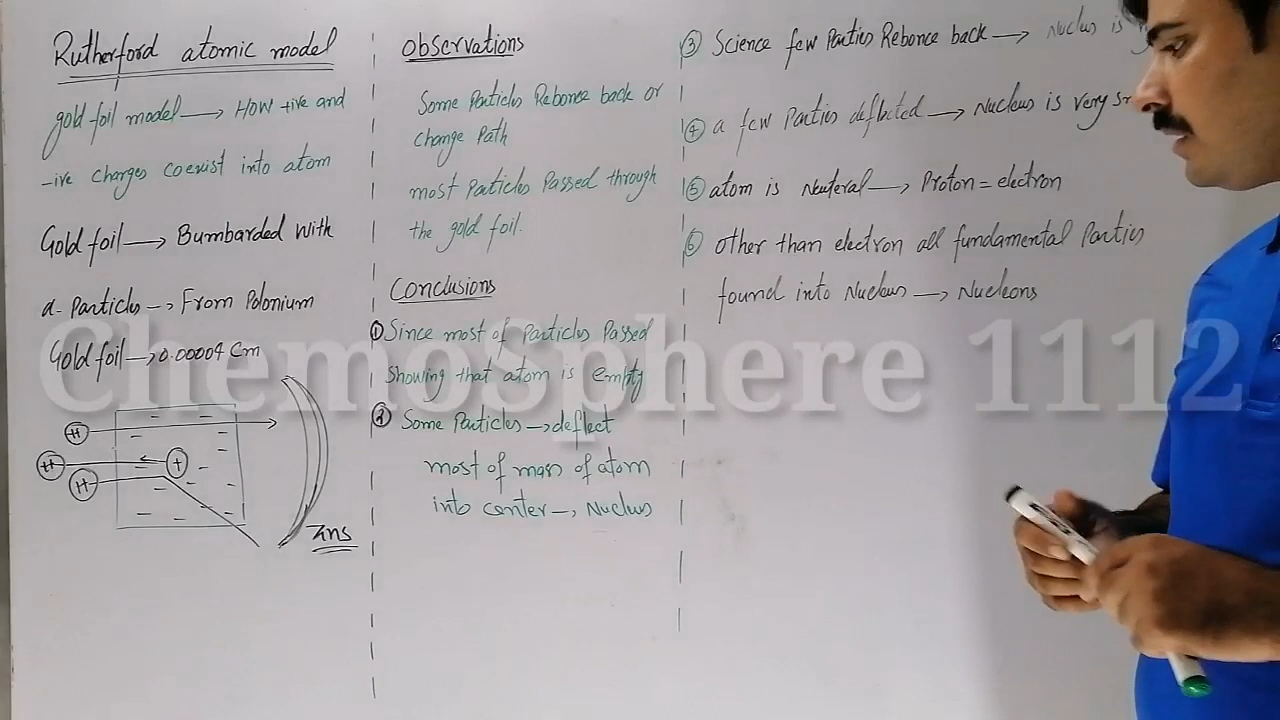 Rutherford atomic model
gold foil model → How +ive and
-ive charges coexist into atom
Gold foil → Bumbarded with
α- Particles → From Polonium
Gold foil → 0.00004 Cm
H
H
H
+
Zns
observations
Some Particles Rebonce back or
change Path
most Particles Passed through
the gold foil.
Conclusions
① Since most of Particles Passed
Showing that atom is empty
② Some Particles → deflect
most of mass of atom
into center → Nucleus
③ Science few Parties Rebonce back → Nuclus is
④ a few Parties deflected → Nucleus is very
⑤ atom is Neuteral → Proton = electron
⑥ other than electron all fundamental Parties
found into Nucleus → Nucleons
ChemoSphere 1112